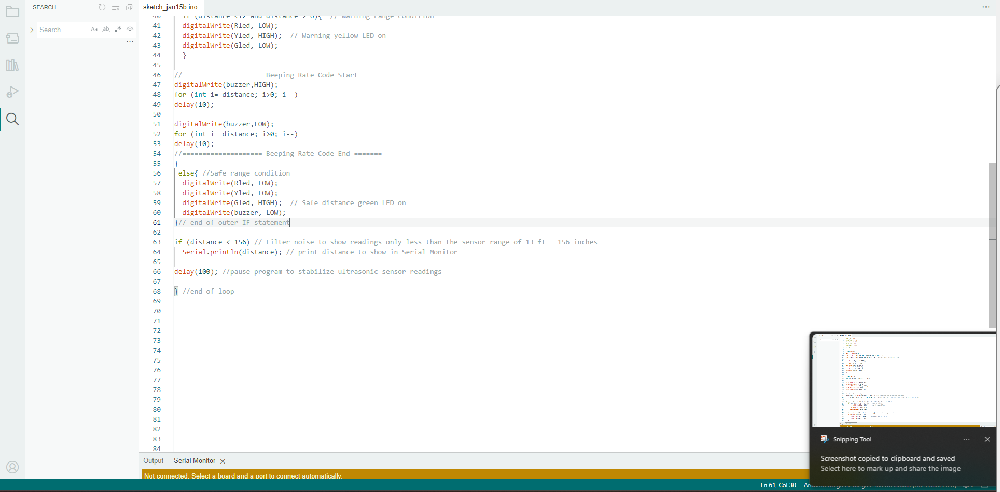 SEARCH
sketch_jan15b.ino
Search
Aa ab .*
40 if (distance <12 and distance > 6){ // Warning range condition
41 digitalWrite(Rled, LOW);
42 digitalWrite(Yled, HIGH); // Warning yellow LED on
43 digitalWrite(Gled, LOW);
44 }
45
46 //==================== Beeping Rate Code Start ======
47 digitalWrite(buzzer,HIGH);
48 for (int i= distance; i>0; i--)
49 delay(10);
50
51 digitalWrite(buzzer,LOW);
52 for (int i= distance; i>0; i--)
53 delay(10);
54 //==================== Beeping Rate Code End =======
55 }
56 else{ //Safe range condition
57 digitalWrite(Rled, LOW);
58 digitalWrite(Yled, LOW);
59 digitalWrite(Gled, HIGH); // Safe distance green LED on
60 digitalWrite(buzzer, LOW);
61 }// end of outer IF statement
62
63 if (distance < 156) // Filter noise to show readings only less than the sensor range of 13 ft = 156 inches
64 Serial.println(distance); // print distance to show in Serial Monitor
65
66 delay(100); //pause program to stabilize ultrasonic sensor readings
67
68 } //end of loop
69
70
71
72
73
74
75
76
77
78
79
80
81
82
83
84
Output Serial Monitor
Not connected. Select a board and a port to connect automatically.
Snipping Tool
Screenshot copied to clipboard and saved
Select here to mark up and share the image
Ln 61, Col 30 Arduino Mega or Mega 2560 on COM3 [not connected] 2